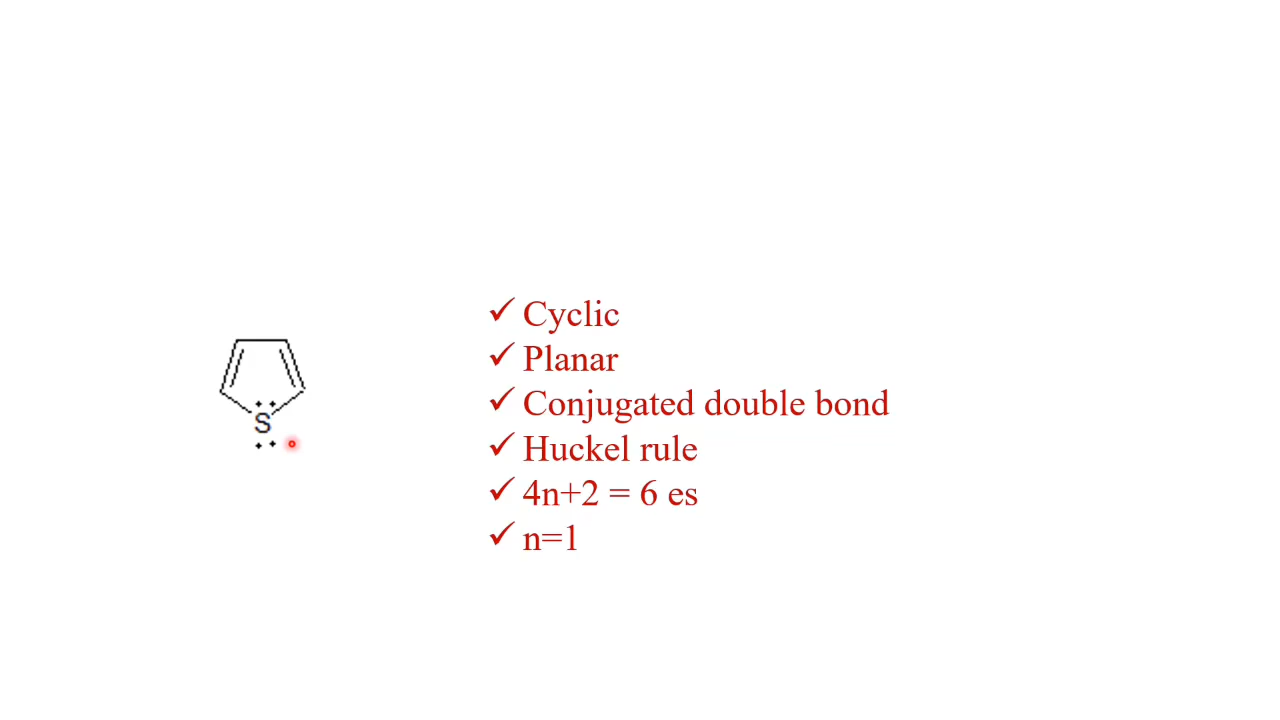 ✓ Cyclic
✓ Planar
✓ Conjugated double bond
S
✓ Huckel rule
✓ 4n+2 = 6 es
✓ n=1